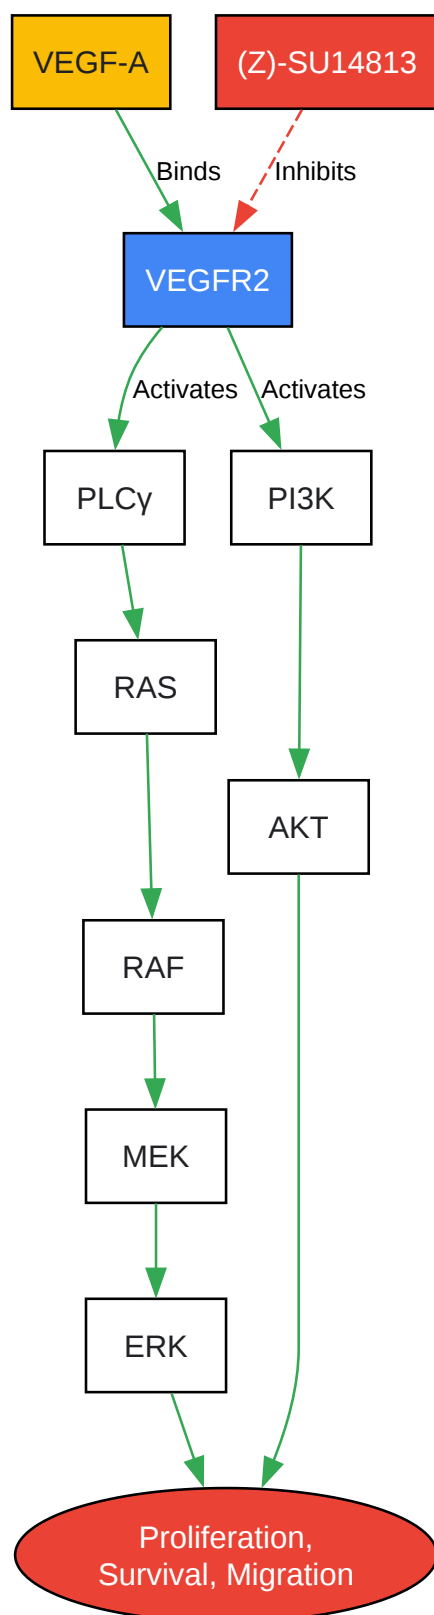 VEGF-A
(Z)-SU14813
Binds
Inhibits
VEGFR2
Activates
Activates
PLCγ
PI3K
RAS
AKT
RAF
MEK
ERK
Proliferation,
Survival, Migration